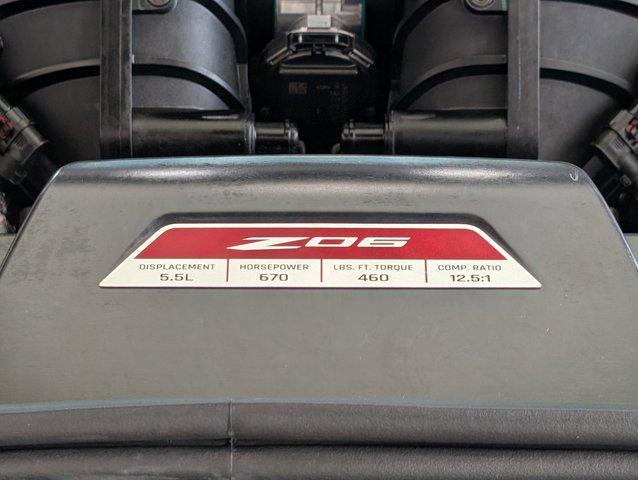 Z06
DISPLACEMENT HORSEPOWER LBS. FT. TORQUE COMP. RATIO
5.5L 670 460 12.5:1